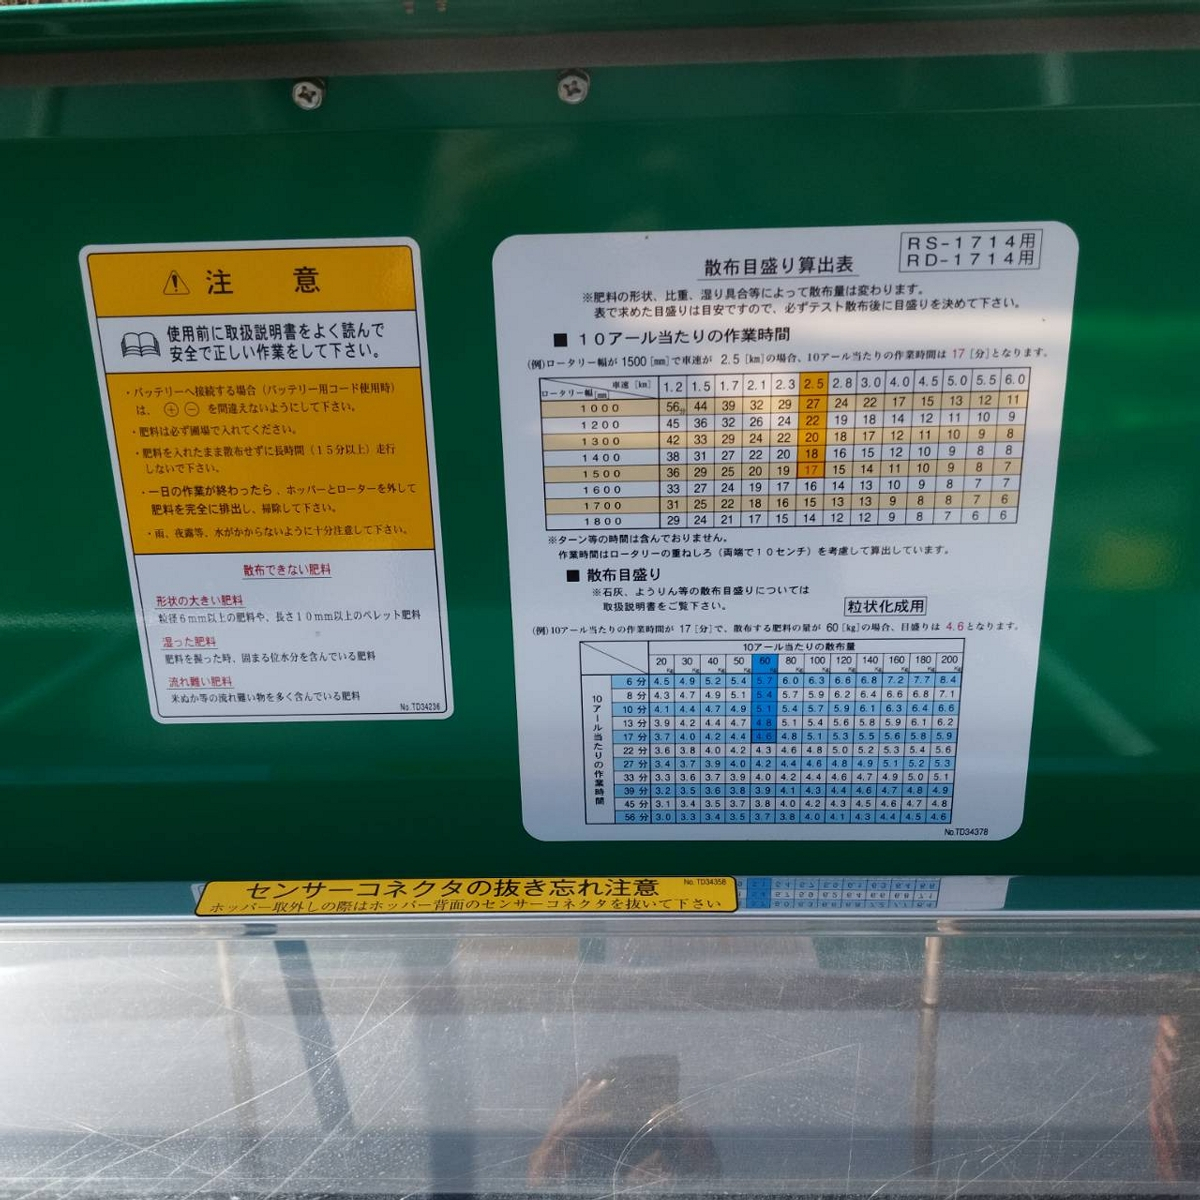 注 意
使用前に取扱説明書をよく読んで
安全で正しい作業をして下さい。
・バッテリーへ接続する場合(バッテリー用コード使用時)
は、⊕⊖を間違えないようにして下さい。
・肥料は必ず圃場で入れてください。
・肥料を入れたまま散布せずに長時間(15分以上)走行
しないで下さい。
・一日の作業が終わったら、ホッパーとローターを外して
肥料を完全に排出し、掃除して下さい。
・雨、夜露等、水がかからないように十分注意して下さい。
散布できない肥料
形状の大きい肥料
粒径6mm以上の肥料や、長さ10mm以上のペレット肥料
湿った肥料
肥料を握った時、固まる位水分を含んでいる肥料
流れ難い肥料
米ぬか等の流れ難い物を多く含んでいる肥料
No.TD34236
RS-1714用
RD-1714用
散布目盛り算出表
※肥料の形状、比重、湿り具合等によって散布量は変わります。
表で求めた目盛りは目安ですので、必ずテスト散布後に目盛りを決めて下さい。
■ 10アール当たりの作業時間
(例)ロータリー幅が 1500 [mm]で車速が 2.5 [km]の場合、10アール当たりの作業時間は 17 [分]となります。
車速 [km] ロータリー幅[mm] 1.2 1.5 1.7 2.1 2.3 2.5 2.8 3.0 4.0 4.5 5.0 5.5 6.0
1000 56分 44 39 32 29 27 24 22 17 15 13 12 11
1200 45 36 32 26 24 22 19 18 14 12 11 10 9
1300 42 33 29 24 22 20 18 17 12 11 10 9 8
1400 38 31 27 22 20 18 16 15 12 10 9 8 8
1500 36 29 25 20 19 17 15 14 11 10 9 8 7
1600 33 27 24 19 17 16 14 13 10 9 8 7 7
1700 31 25 22 18 16 15 13 13 9 8 8 7 6
1800 29 24 21 17 15 14 12 12 9 8 7 6 6
※ターン等の時間は含んでおりません。
作業時間はロータリーの重ねしろ(両端で10センチ)を考慮して算出しています。
■ 散布目盛り
※石灰、ようりん等の散布目盛りについては
取扱説明書をご覧下さい。
粒状化成用
(例)10アール当たりの作業時間が 17 [分]で、散布する肥料の量が 60 [kg]の場合、目盛りは 4.6となります。
10アール当たりの散布量
20Kg 30Kg 40Kg 50Kg 60Kg 80Kg 100Kg 120Kg 140Kg 160Kg 180Kg 200Kg
10アール当たりの作業時間
6分 4.5 4.9 5.2 5.4 5.7 6.0 6.3 6.6 6.8 7.2 7.7 8.4
8分 4.3 4.7 4.9 5.1 5.4 5.7 5.9 6.2 6.4 6.6 6.8 7.1
10分 4.1 4.4 4.7 4.9 5.1 5.4 5.7 5.9 6.1 6.3 6.4 6.6
13分 3.9 4.2 4.4 4.7 4.8 5.1 5.4 5.6 5.8 5.9 6.1 6.2
17分 3.7 4.0 4.2 4.4 4.6 4.8 5.1 5.3 5.5 5.6 5.8 5.9
22分 3.6 3.8 4.0 4.2 4.3 4.6 4.8 5.0 5.2 5.3 5.4 5.6
27分 3.4 3.7 3.9 4.0 4.2 4.4 4.6 4.8 4.9 5.1 5.2 5.3
33分 3.3 3.6 3.7 3.9 4.0 4.2 4.4 4.6 4.7 4.9 5.0 5.1
39分 3.2 3.5 3.6 3.8 3.9 4.1 4.3 4.4 4.6 4.7 4.8 4.9
45分 3.1 3.4 3.5 3.7 3.8 4.0 4.2 4.3 4.5 4.6 4.7 4.8
56分 3.0 3.3 3.4 3.5 3.7 3.8 4.0 4.1 4.3 4.4 4.5 4.6
No.TD34378
センサーコネクタの抜き忘れ注意
No.TD34358
ホッパー取外しの際はホッパー背面のセンサーコネクタを抜いて下さい